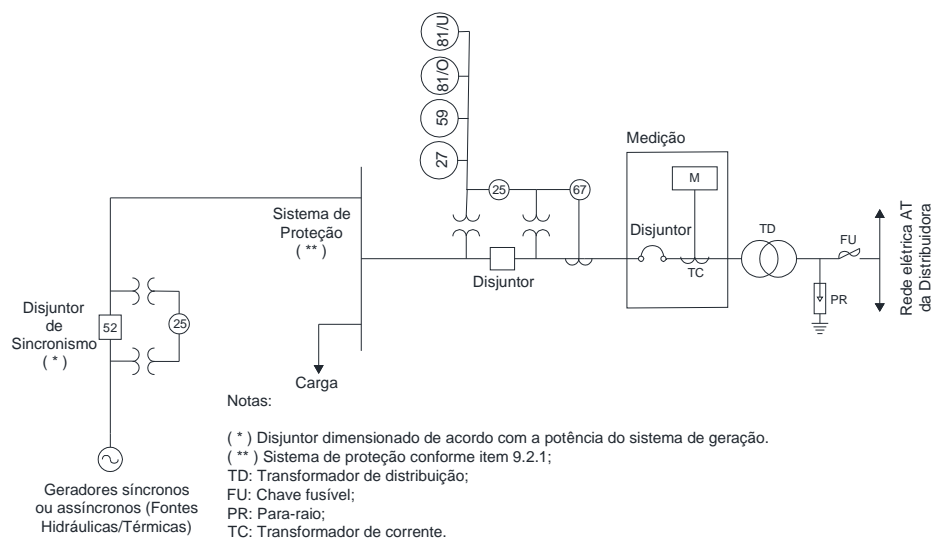 81/U
81/O
59
27
25
67
Medição
M
Disjuntor
TC
TD
FU
PR
Rede elétrica AT
da Distribuidora
Sistema de
Proteção
( ** )
Disjuntor
Disjuntor
de
Sincronismo
( * )
52
25
Carga
Geradores síncronos
ou assíncronos (Fontes
Hidráulicas/Térmicas)
Notas:
( * ) Disjuntor dimensionado de acordo com a potência do sistema de geração.
( ** ) Sistema de proteção conforme item 9.2.1;
TD: Transformador de distribuição;
FU: Chave fusível;
PR: Para-raio;
TC: Transformador de corrente.